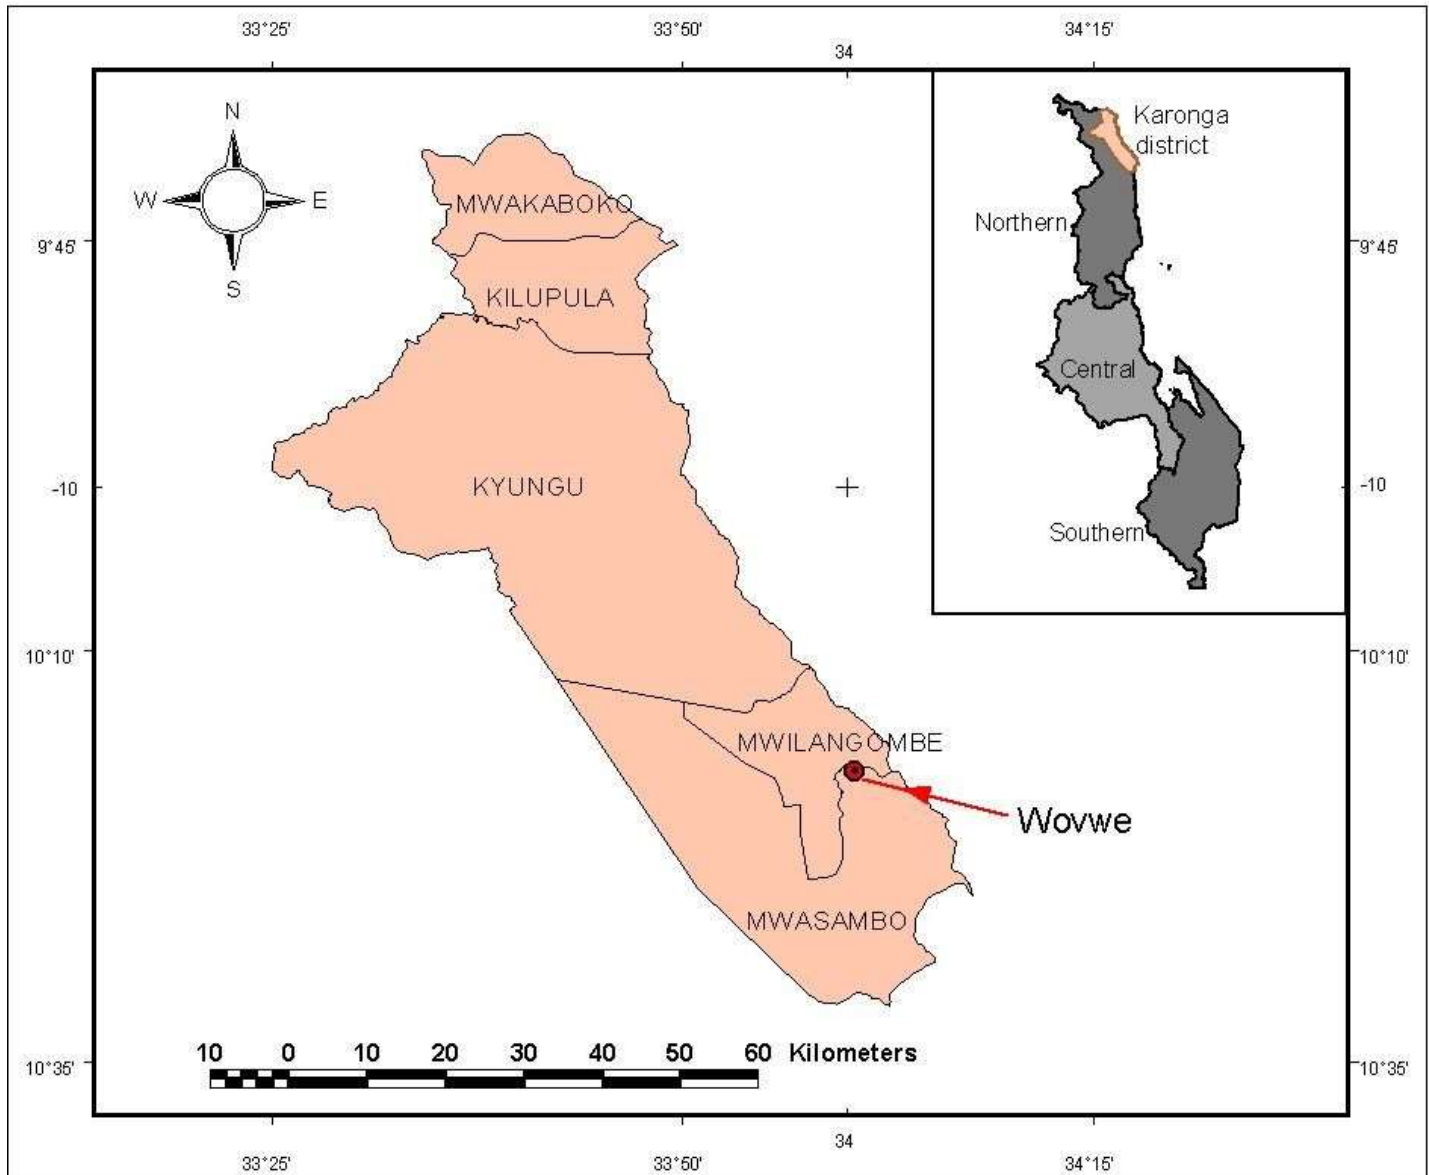 33°25'
33°50'
34
34°15'
N
W
E
S
Karonga
district
Northern
Central
Southern
MWAKABOKO
9°45'
9°45'
KILUPULA
-10
KYUNGU
-10
10°10'
10°10'
MWILANGOMBE
Wovwe
MWASAMBO
10 0 10 20 30 40 50 60 Kilometers
10°35'
10°35'
33°25'
33°50'
34
34°15'